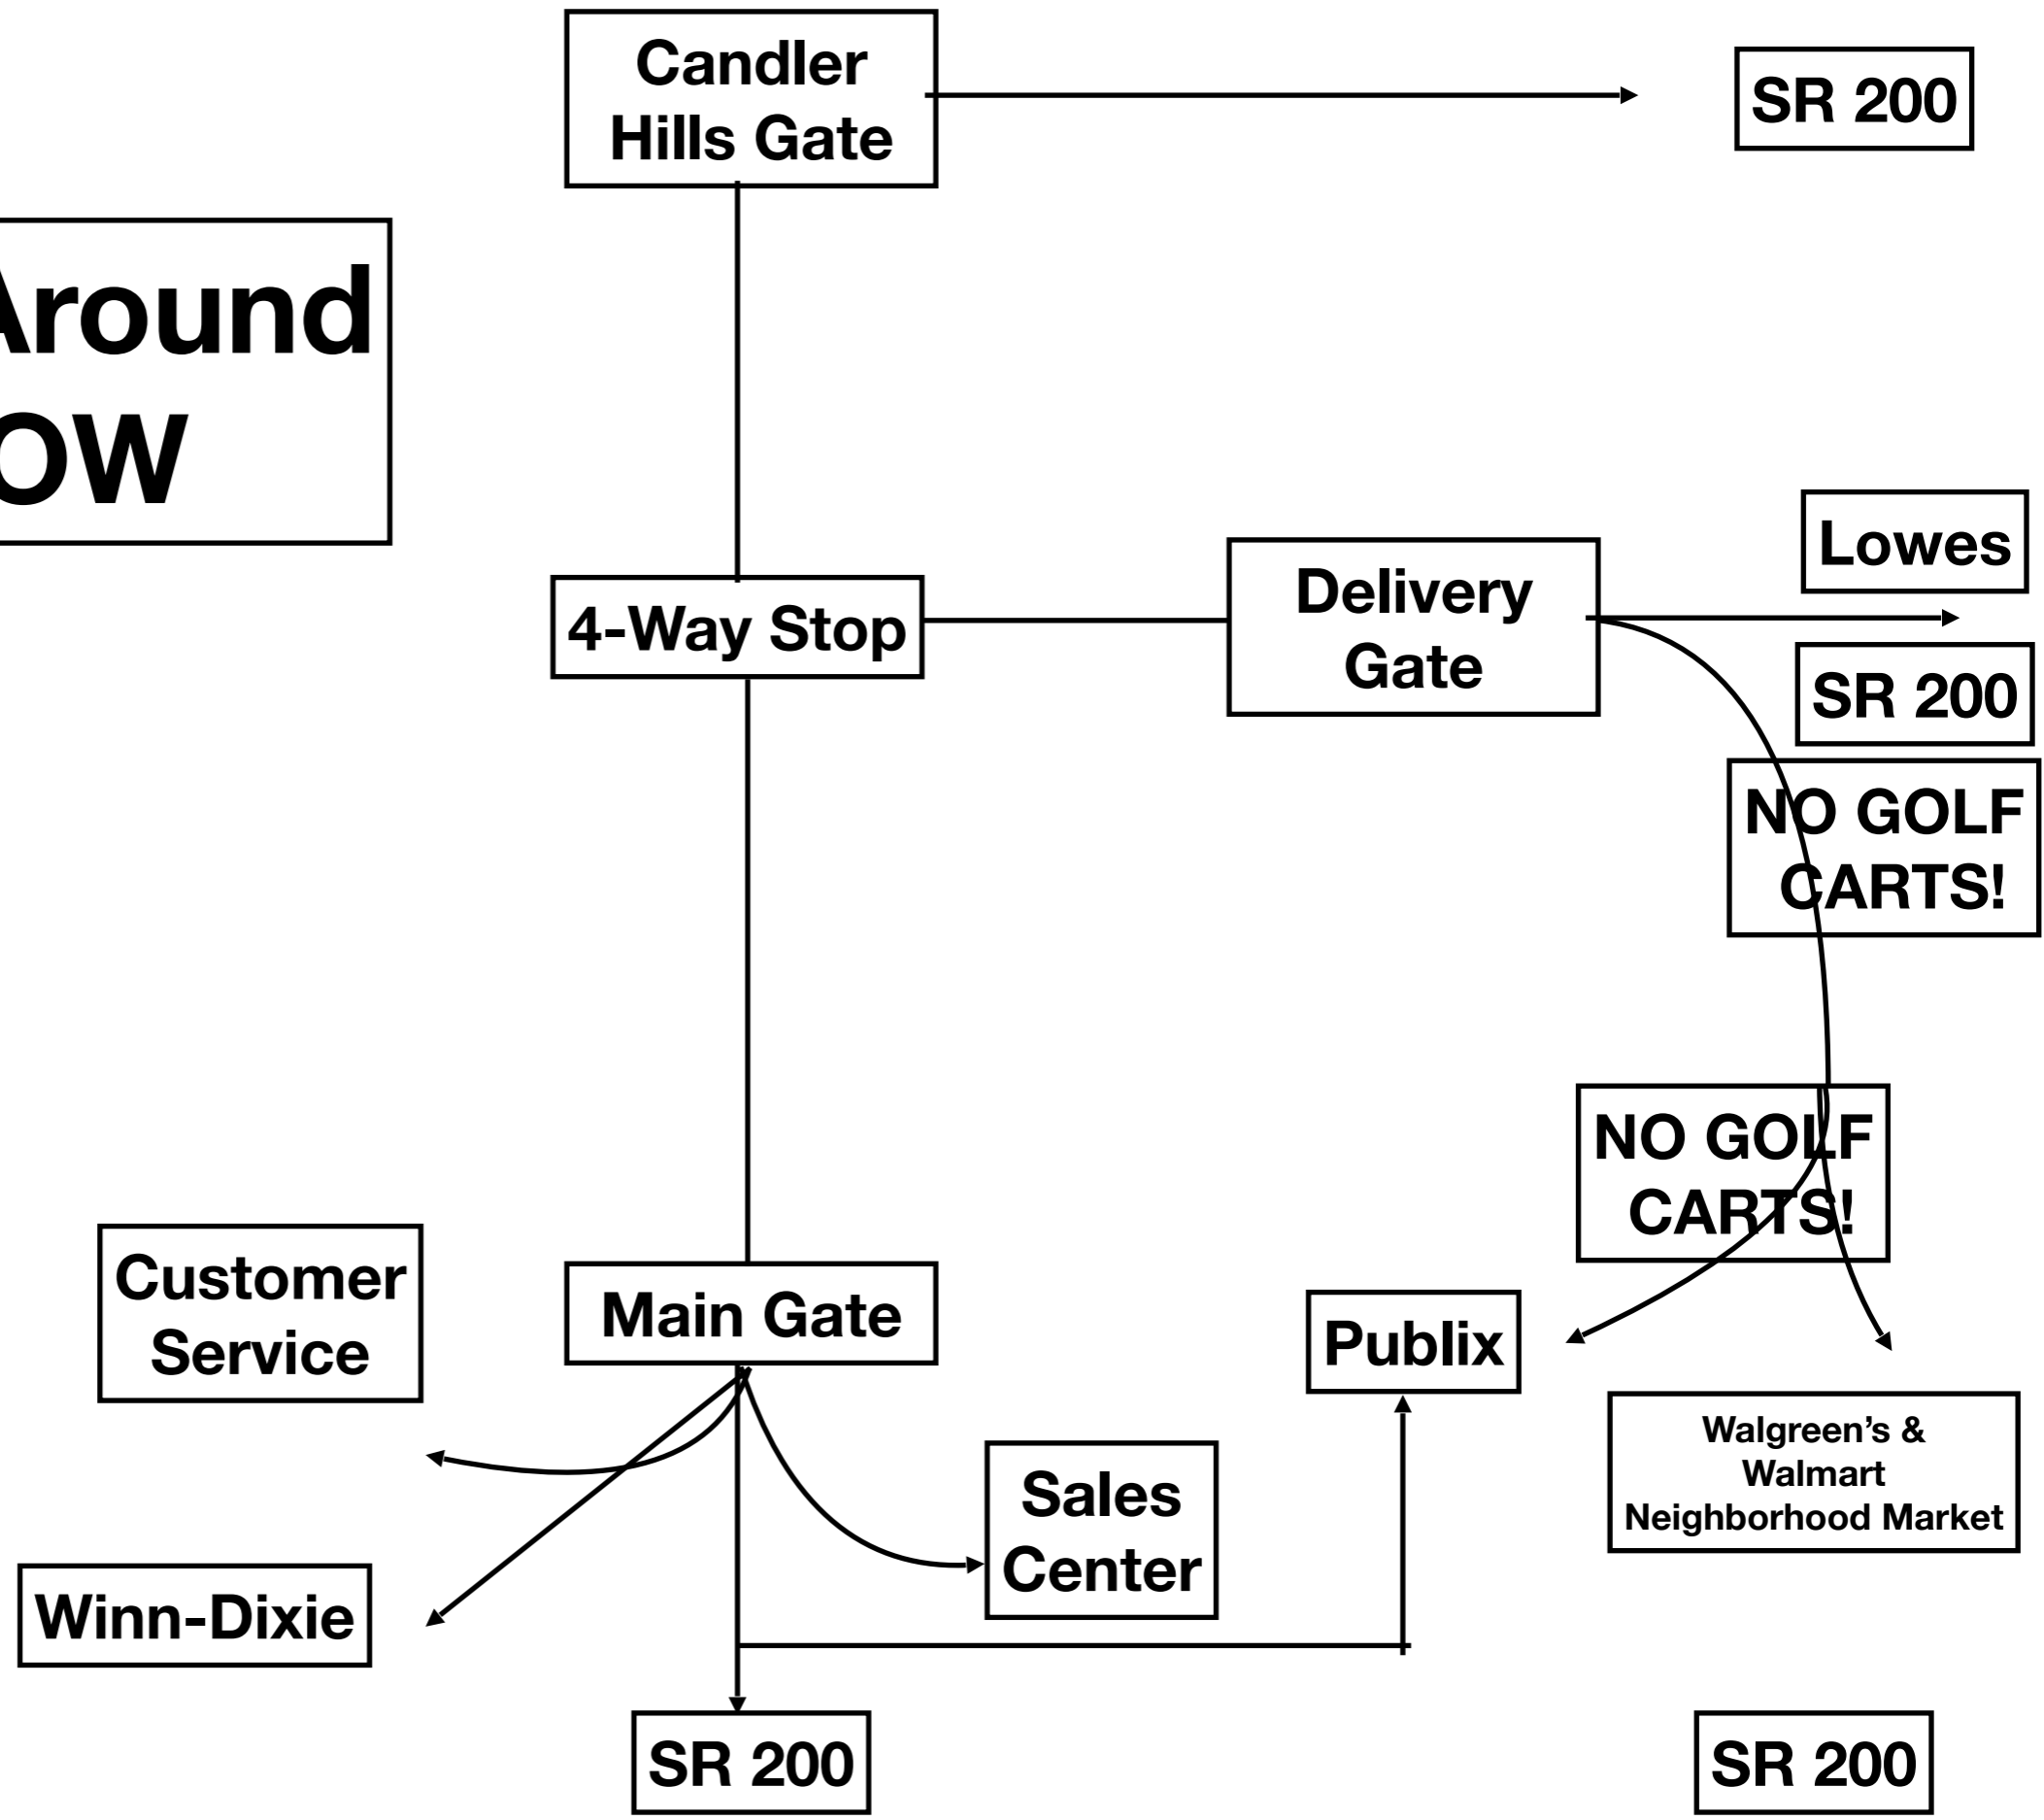 Candler
Hills Gate
SR 200
Around
OW
Lowes
4-Way Stop
Delivery
Gate
SR 200
NO GOLF
CARTS!
NO GOLF
CARTS!
Customer
Service
Main Gate
Publix
Walgreen’s &
Walmart
Neighborhood Market
Sales
Center
Winn-Dixie
SR 200
SR 200